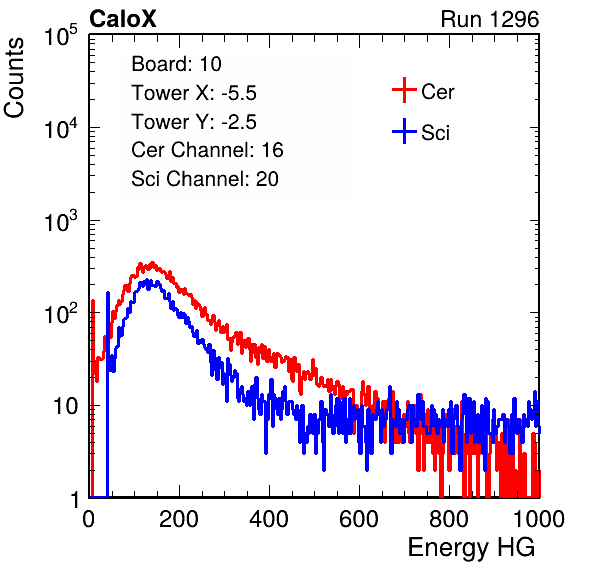 CaloX Run 1296
Counts
10^5
10^4
10^3
10^2
10
1
Board: 10
Tower X: -5.5
Tower Y: -2.5
Cer Channel: 16
Sci Channel: 20
Cer
Sci
0 200 400 600 800 1000
Energy HG